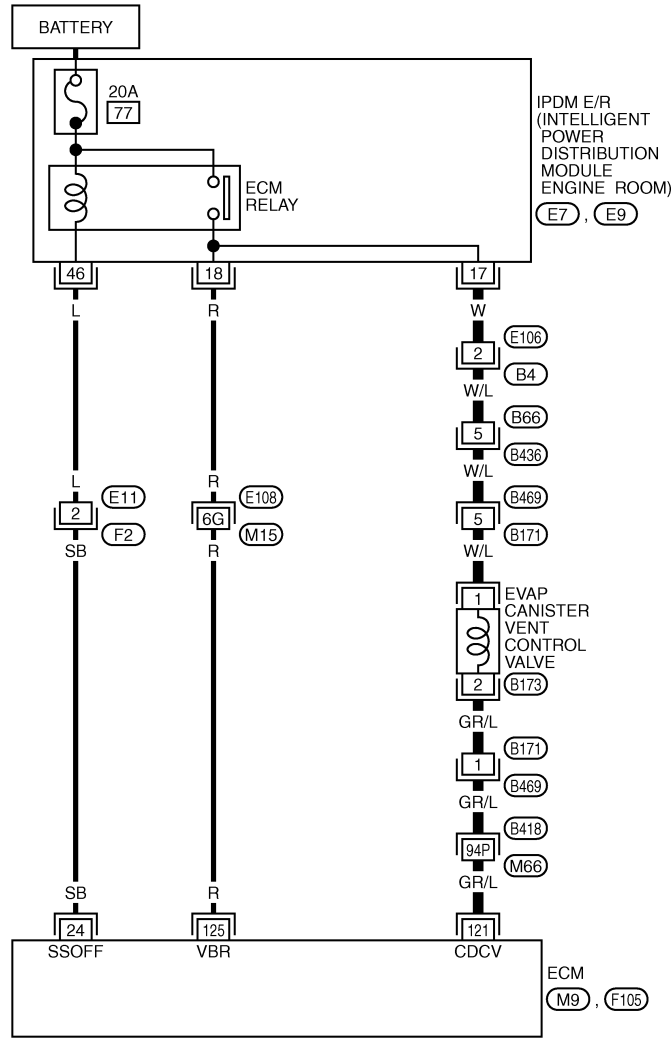 BATTERY
20A
77
IPDM E/R
(INTELLIGENT
POWER
DISTRIBUTION
MODULE
ENGINE ROOM)
E7 , E9
ECM
RELAY
46
18
17
L
R
W
2
E106
B4
W/L
5
B66
B436
W/L
L
R
2
E11
F2
6G
E108
M15
5
B469
B171
SB
R
W/L
1
EVAP
CANISTER
VENT
CONTROL
VALVE
2
B173
GR/L
1
B171
B469
GR/L
94P
B418
M66
GR/L
SB
R
24
125
121
SSOFF
VBR
CDCV
ECM
M9 , F105